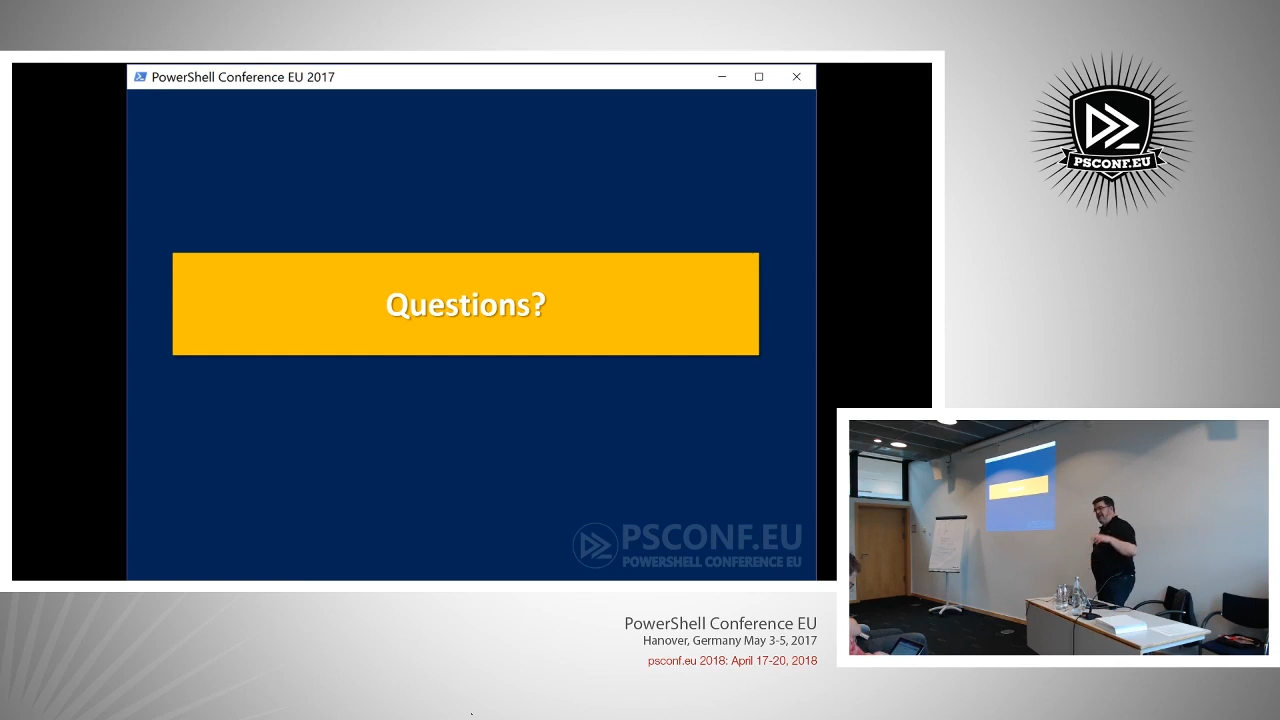 PowerShell Conference EU 2017
Questions?
PSCONF.EU
POWERSHELL CONFERENCE EU
PSCONF.EU
PowerShell Conference EU
Hanover, Germany May 3-5, 2017
psconf.eu 2018: April 17-20, 2018